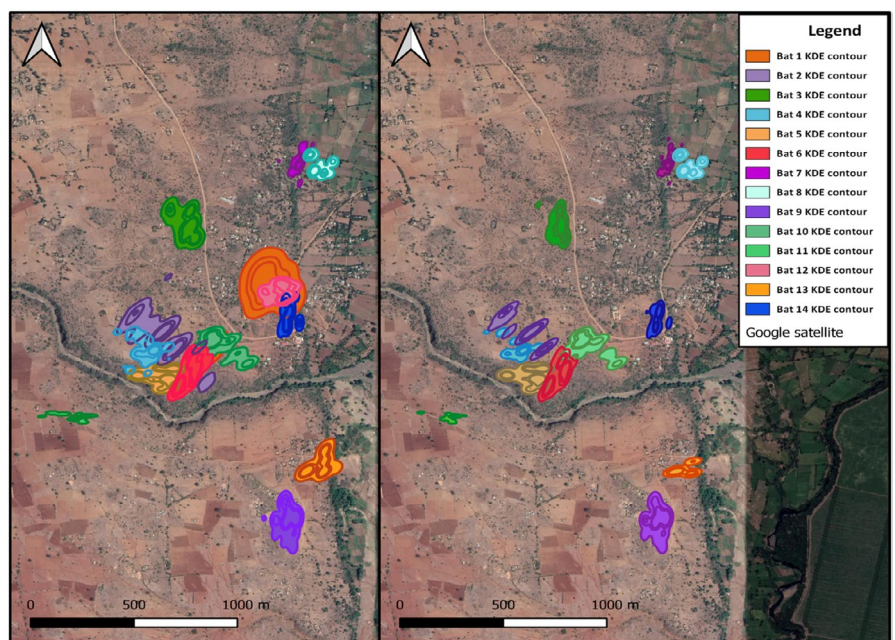 Legend
Bat 1 KDE contour
Bat 2 KDE contour
Bat 3 KDE contour
Bat 4 KDE contour
Bat 5 KDE contour
Bat 6 KDE contour
Bat 7 KDE contour
Bat 8 KDE contour
Bat 9 KDE contour
Bat 10 KDE contour
Bat 11 KDE contour
Bat 12 KDE contour
Bat 13 KDE contour
Bat 14 KDE contour
Google satellite
0 500 1000 m
0 500 1000 m